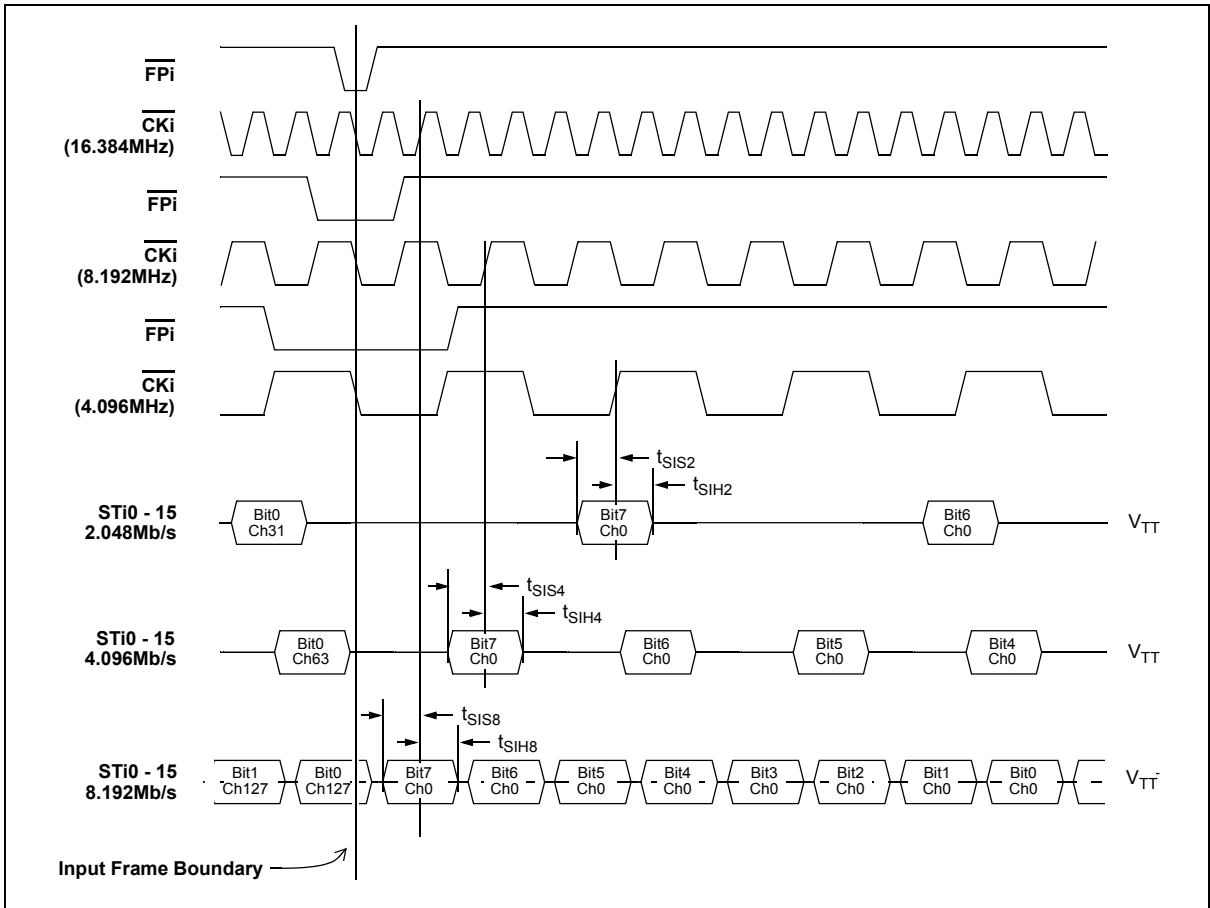 FPi
CKi
(16.384MHz)
FPi
CKi
(8.192MHz)
FPi
CKi
(4.096MHz)
tSIS2
tSIH2
STi0 - 15
2.048Mb/s
Bit0
Ch31
Bit7
Ch0
Bit6
Ch0
VTT
tSIS4
tSIH4
STi0 - 15
4.096Mb/s
Bit0
Ch63
Bit7
Ch0
Bit6
Ch0
Bit5
Ch0
Bit4
Ch0
VTT
tSIS8
tSIH8
STi0 - 15
8.192Mb/s
Bit1
Ch127
Bit0
Ch127
Bit7
Ch0
Bit6
Ch0
Bit5
Ch0
Bit4
Ch0
Bit3
Ch0
Bit2
Ch0
Bit1
Ch0
Bit0
Ch0
VTT
Input Frame Boundary